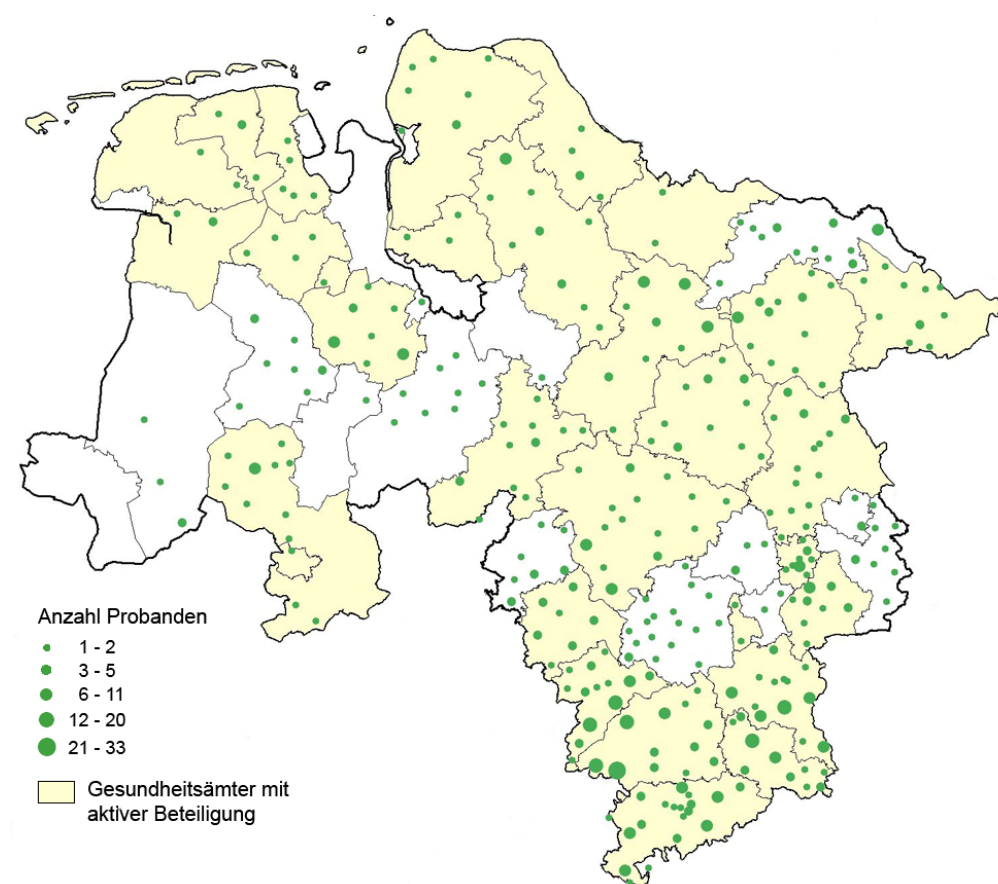 Anzahl Probanden
1 - 2
3 - 5
6 - 11
12 - 20
21 - 33
Gesundheitsämter mit
aktiver Beteiligung